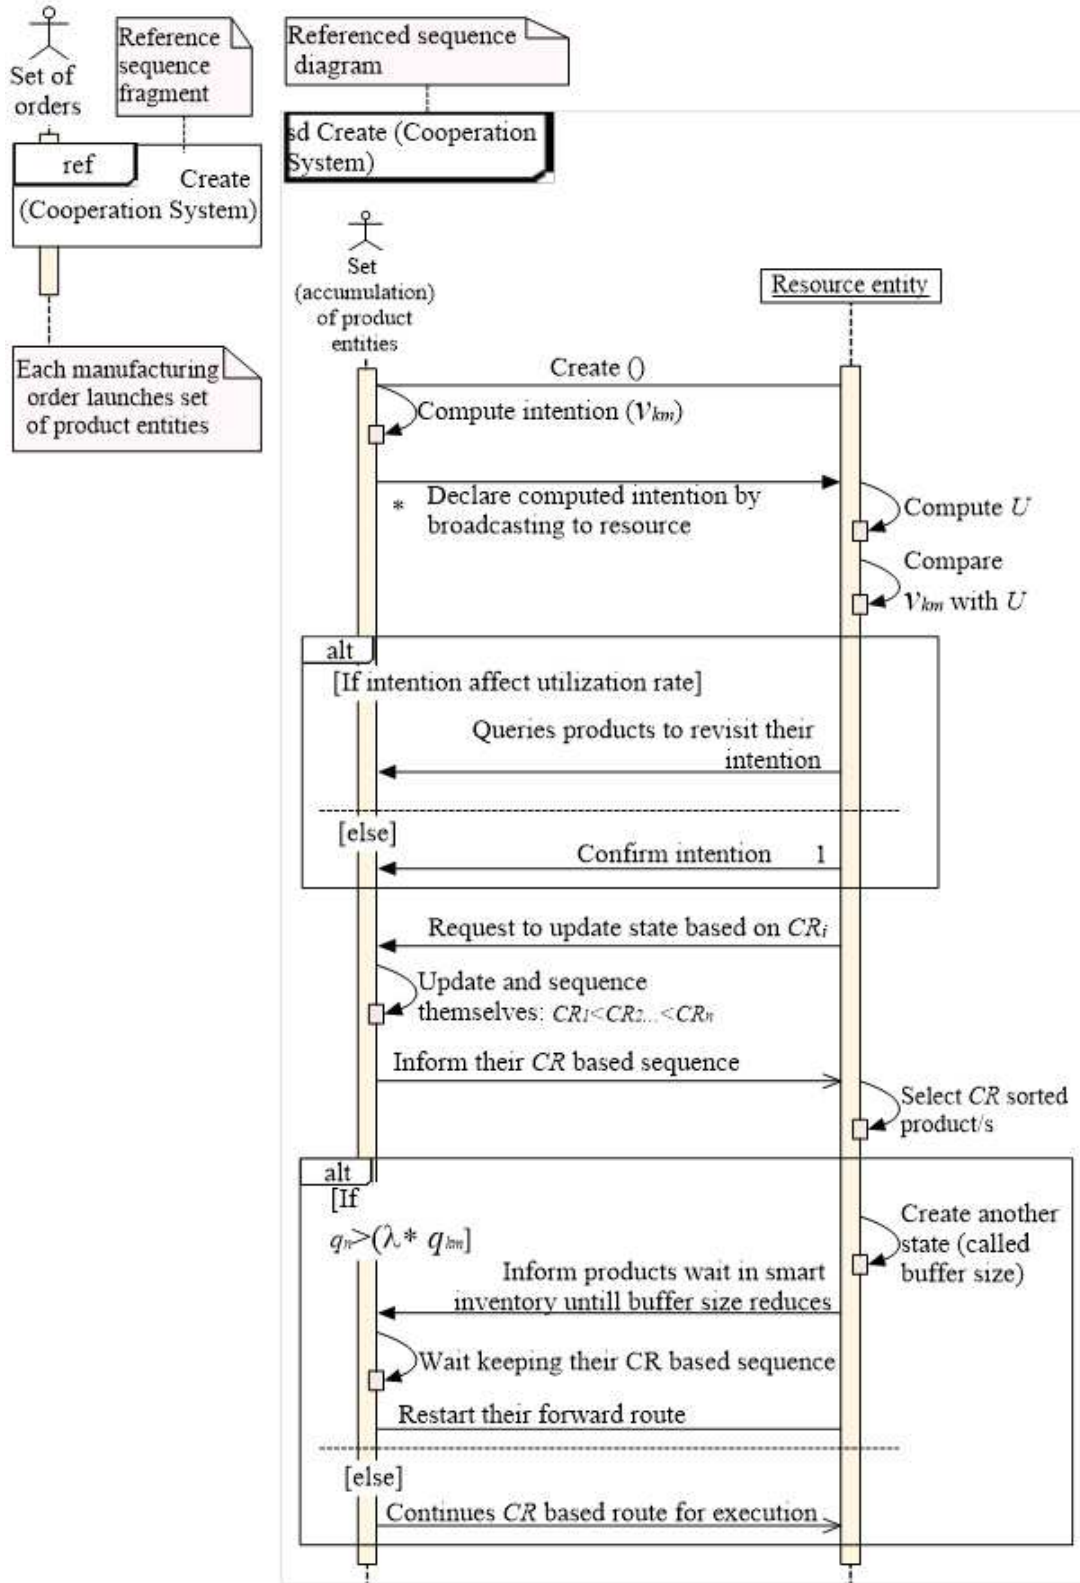 Set of
orders
Reference
sequence
fragment
ref
Create
(Cooperation System)
Each manufacturing
order launches set
of product entities
Referenced sequence
diagram
sd Create (Cooperation
System)
Set
(accumulation)
of product
entities
Resource entity
Create ()
Compute intention (vₖₘ)
* Declare computed intention by
broadcasting to resource
Compute U
Compare
vₖₘ with U
alt
[If intention affect utilization rate]
Queries products to revisit their
intention
[else]
Confirm intention 1
Request to update state based on CRᵢ
Update and sequence
themselves: CR₁<CR₂...<CRₙ
Inform their CR based sequence
Select CR sorted
product/s
alt
[If
qₙ>(λ* qₖₘ]
Create another
state (called
buffer size)
Inform products wait in smart
inventory untill buffer size reduces
Wait keeping their CR based sequence
Restart their forward route
[else]
Continues CR based route for execution